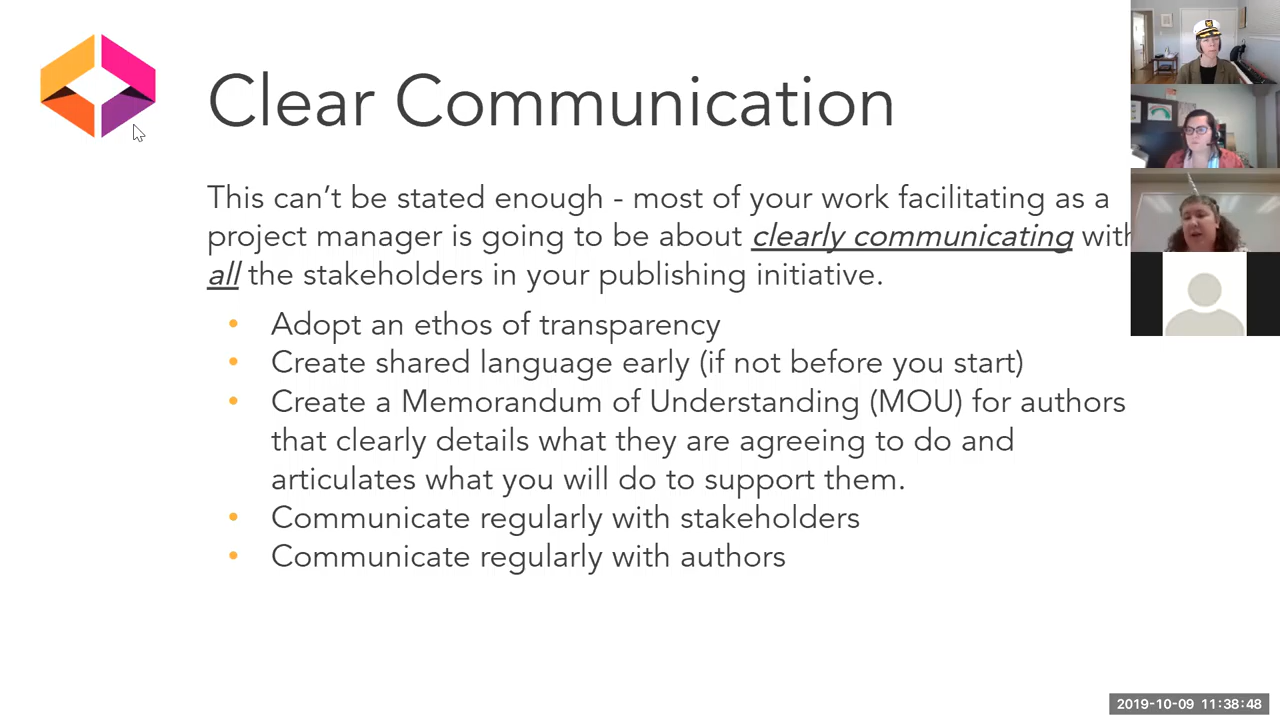 Clear Communication
This can't be stated enough - most of your work facilitating as a
project manager is going to be about clearly communicating with
all the stakeholders in your publishing initiative.
• Adopt an ethos of transparency
• Create shared language early (if not before you start)
• Create a Memorandum of Understanding (MOU) for authors
that clearly details what they are agreeing to do and
articulates what you will do to support them.
• Communicate regularly with stakeholders
• Communicate regularly with authors
2019-10-09 11:38:48